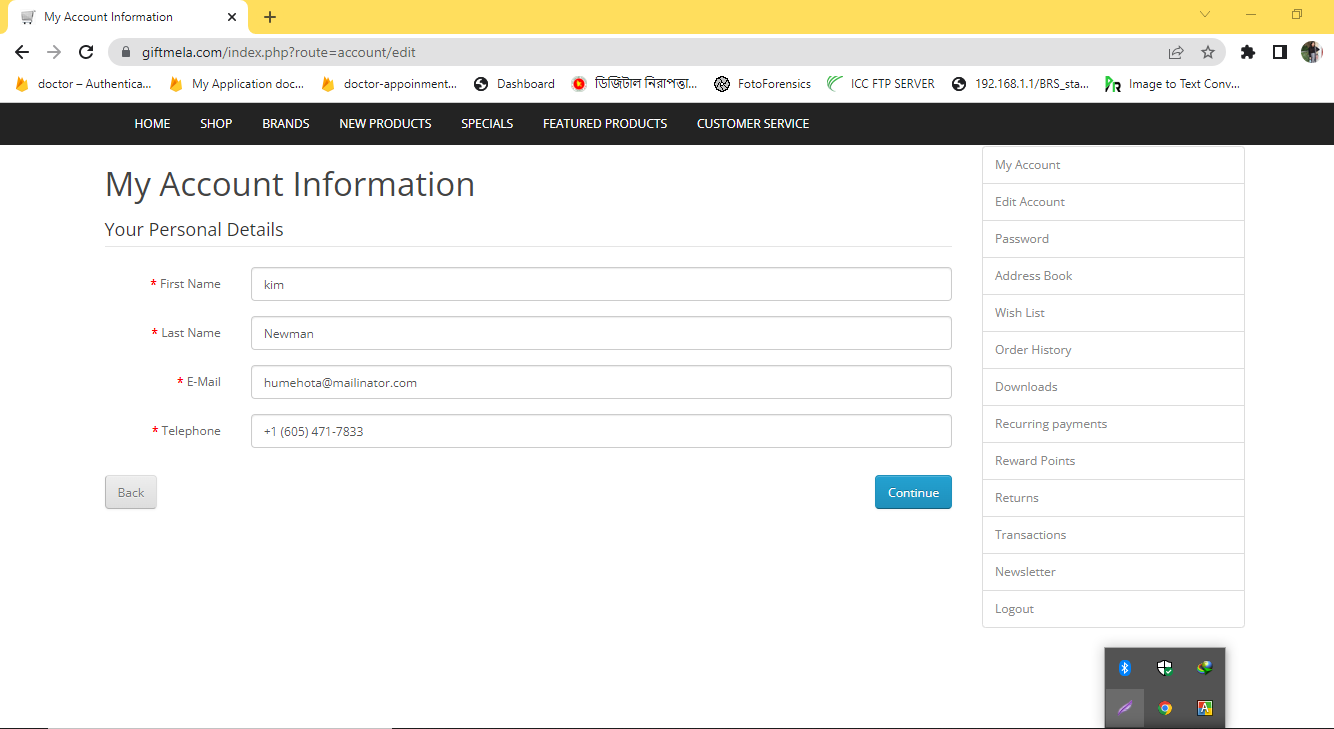 My Account Information
giftmela.com/index.php?route=account/edit
doctor – Authentica... My Application doc... doctor-appoinment... Dashboard ডিজিটাল নিরাপত্তা... FotoForensics ICC FTP SERVER 192.168.1.1/BRS_sta... Image to Text Conv...
HOME SHOP BRANDS NEW PRODUCTS SPECIALS FEATURED PRODUCTS CUSTOMER SERVICE
My Account Information
Your Personal Details
* First Name kim
* Last Name Newman
* E-Mail humehota@mailinator.com
* Telephone +1 (605) 471-7833
Back Continue
My Account
Edit Account
Password
Address Book
Wish List
Order History
Downloads
Recurring payments
Reward Points
Returns
Transactions
Newsletter
Logout